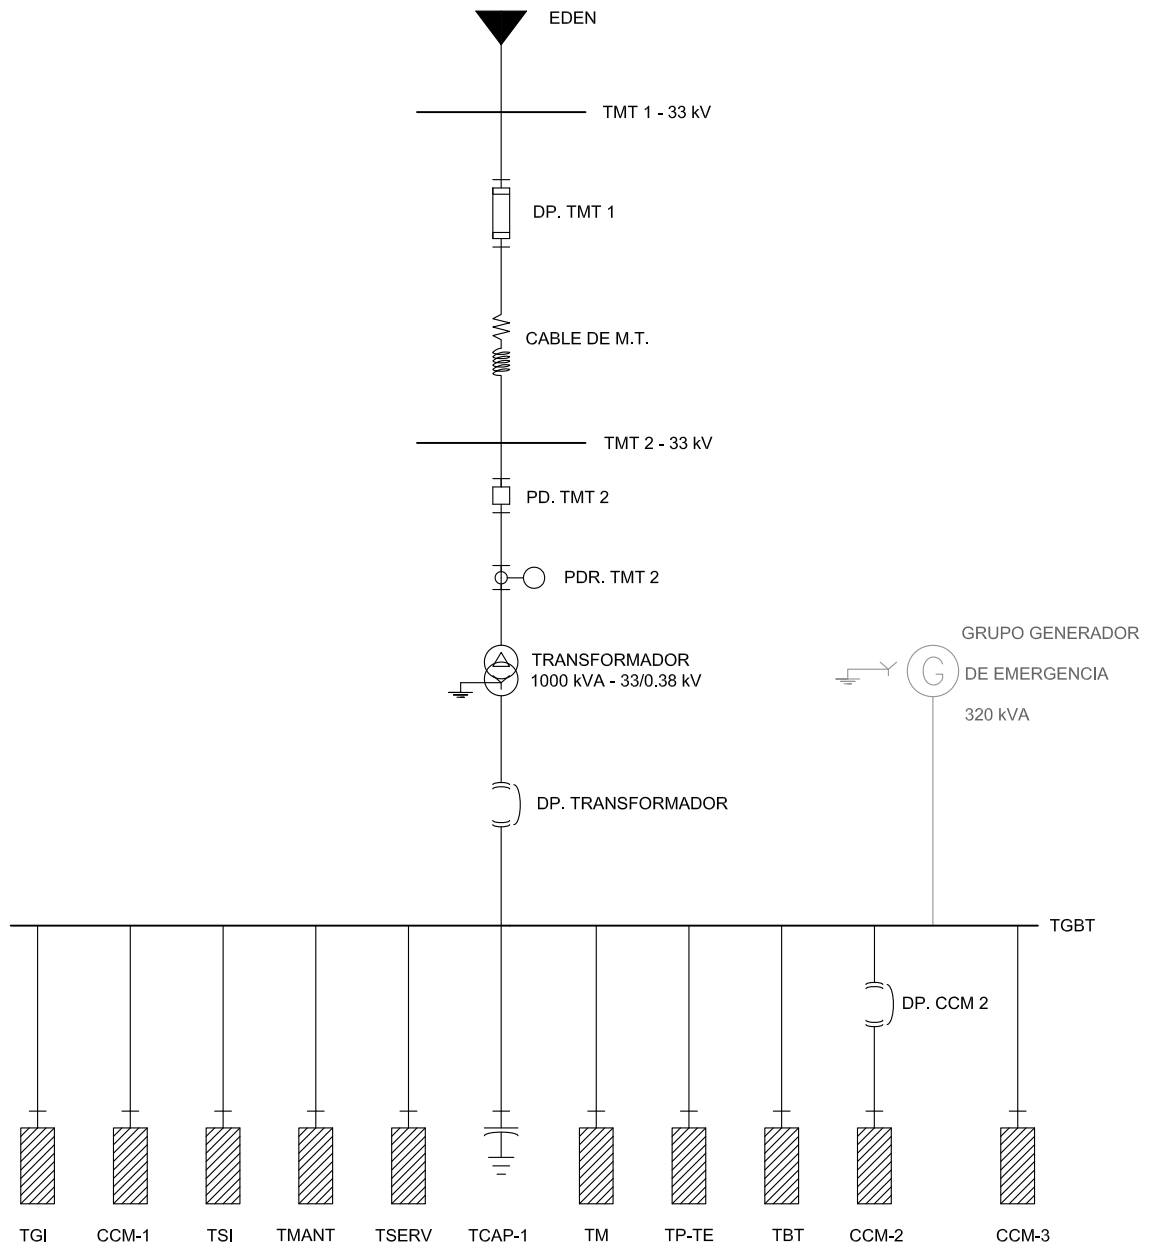 EDEN
TMT 1 - 33 kV
DP. TMT 1
CABLE DE M.T.
TMT 2 - 33 kV
PD. TMT 2
PDR. TMT 2
TRANSFORMADOR
1000 kVA - 33/0.38 kV
GRUPO GENERADOR
DE EMERGENCIA
320 kVA
G
DP. TRANSFORMADOR
TGBT
DP. CCM 2
TGI CCM-1 TSI TMANT TSERV TCAP-1 TM TP-TE TBT CCM-2 CCM-3